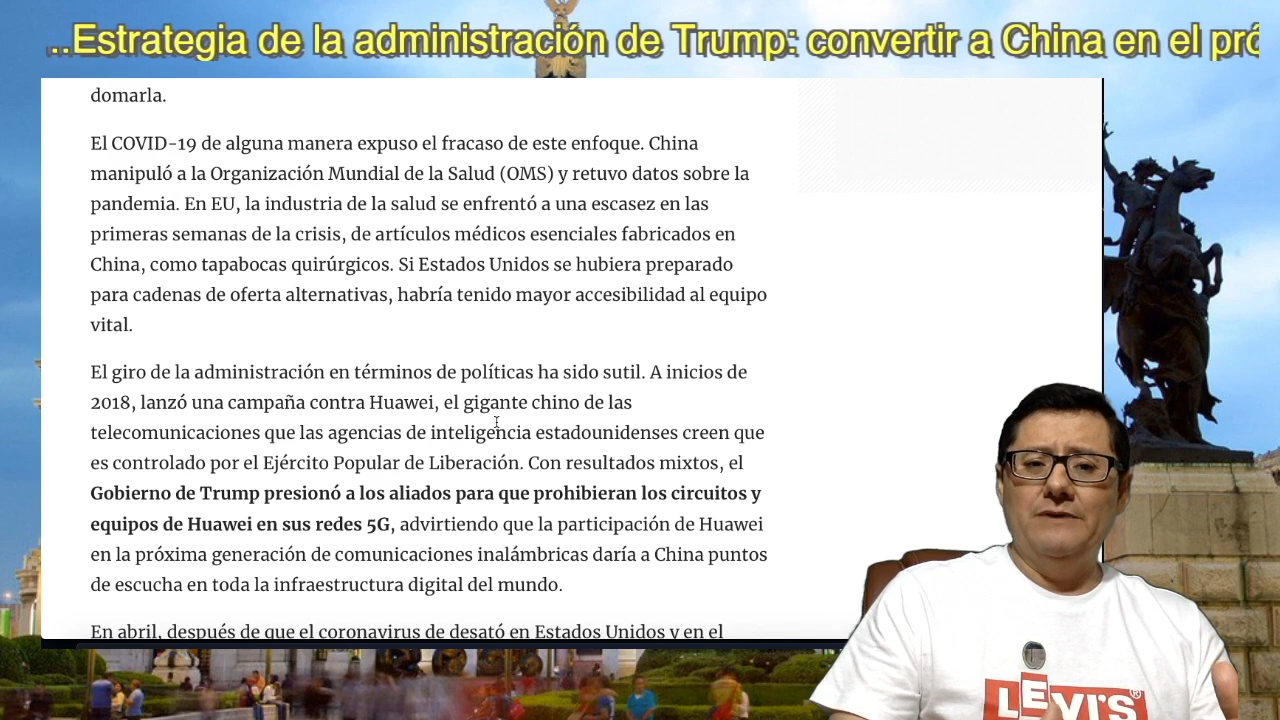 ..Estrategia de la administración de Trump: convertir a China en el pró
domarla.
El COVID-19 de alguna manera expuso el fracaso de este enfoque. China
manipuló a la Organización Mundial de la Salud (OMS) y retuvo datos sobre la
pandemia. En EU, la industria de la salud se enfrentó a una escasez en las
primeras semanas de la crisis, de artículos médicos esenciales fabricados en
China, como tapabocas quirúrgicos. Si Estados Unidos se hubiera preparado
para cadenas de oferta alternativas, habría tenido mayor accesibilidad al equipo
vital.
El giro de la administración en términos de políticas ha sido sutil. A inicios de
2018, lanzó una campaña contra Huawei, el gigante chino de las
telecomunicaciones que las agencias de inteligencia estadounidenses creen que
es controlado por el Ejército Popular de Liberación. Con resultados mixtos, el
Gobierno de Trump presionó a los aliados para que prohibieran los circuitos y
equipos de Huawei en sus redes 5G, advirtiendo que la participación de Huawei
en la próxima generación de comunicaciones inalámbricas daría a China puntos
de escucha en toda la infraestructura digital del mundo.
En abril, después de que el coronavirus de desató en Estados Unidos y en el
LEVI'S®